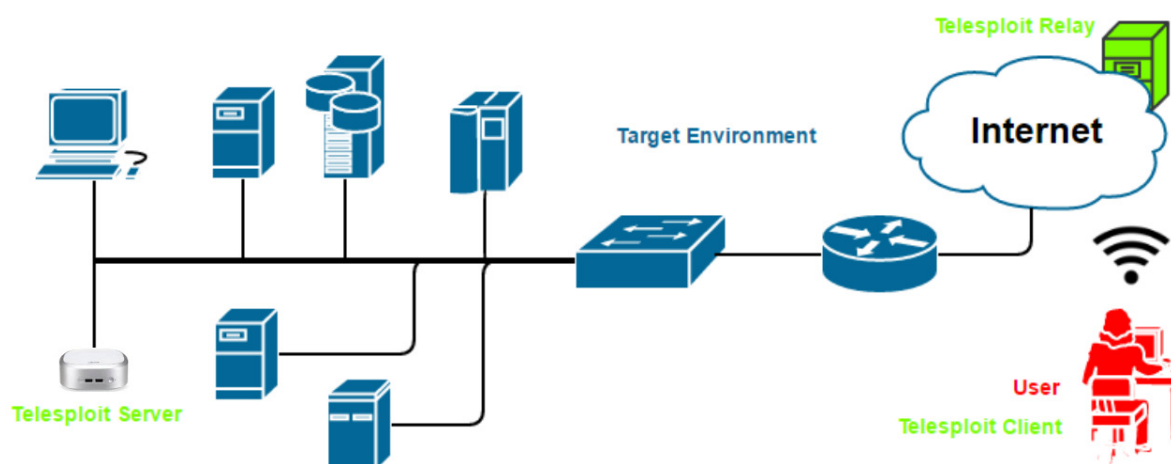 Telesploit Relay
Internet
Target Environment
Telesploit Server
User
Telesploit Client